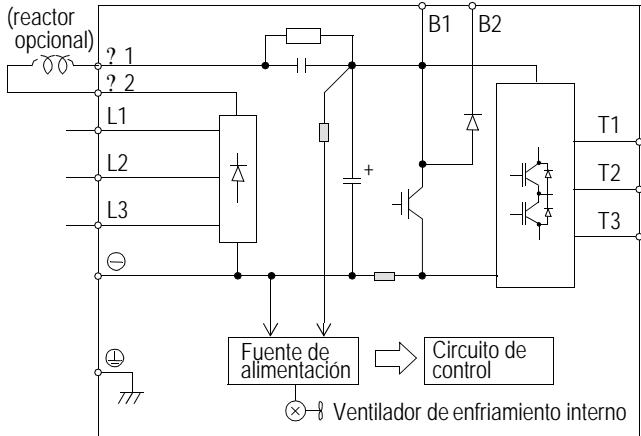 (reactor
opcional)
B1 B2
? 1
? 2
L1
T1
L2
T2
L3
T3
+
Fuente de
alimentación
Circuito de
control
Ventilador de enfriamiento interno